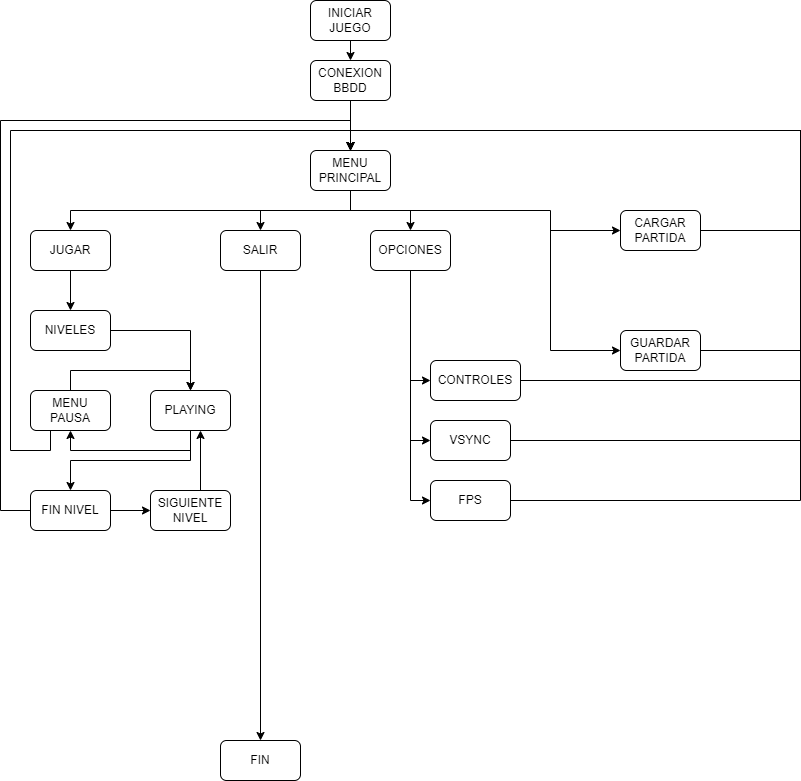 INICIAR
JUEGO
CONEXION
BBDD
MENU
PRINCIPAL
JUGAR
SALIR
OPCIONES
CARGAR
PARTIDA
NIVELES
GUARDAR
PARTIDA
CONTROLES
MENU
PAUSA
PLAYING
VSYNC
FIN NIVEL
SIGUIENTE
NIVEL
FPS
FIN